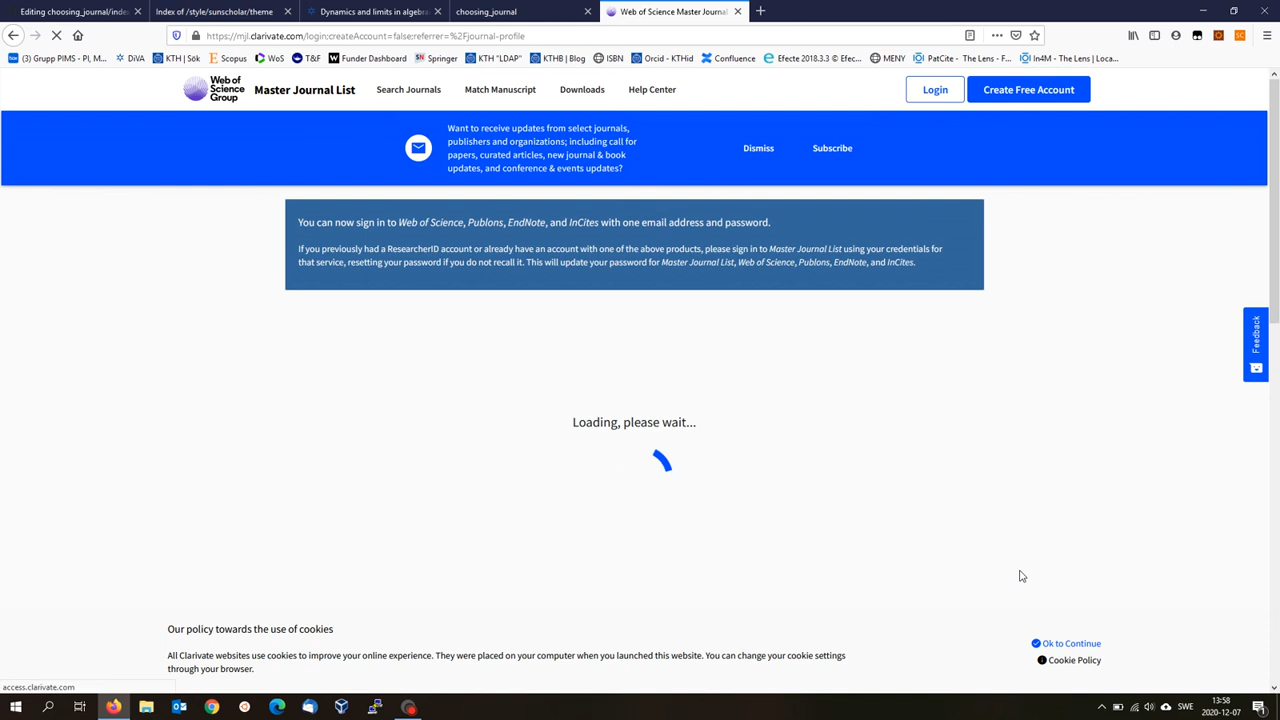 Editing choosing_journal/inde
Index of /style/sunscholar/theme
Dynamics and limits in algebra
choosing_journal
Web of Science Master Journal
https://mjl.clarivate.com/login:createAccount=false;referrer=%2Fjournal-profile
(3) Grupp PIMS - PI, M...
DiVA
KTH | Sök
Scopus
WoS
T&F
Funder Dashboard
Springer
KTH "LDAP"
KTHB | Blog
ISBN
Orcid - KTHid
Confluence
Efecte 2018.3.3 © Efec...
MENY
PatCite - The Lens - F...
In4M - The Lens | Loca...
Web of Science Group
Master Journal List
Search Journals
Match Manuscript
Downloads
Help Center
Login
Create Free Account
Want to receive updates from select journals,
publishers and organizations; including call for
papers, curated articles, new journal & book
updates, and conference & events updates?
Dismiss
Subscribe
You can now sign in to Web of Science, Publons, EndNote, and InCites with one email address and password.
If you previously had a ResearcherID account or already have an account with one of the above products, please sign in to Master Journal List using your credentials for
that service, resetting your password if you do not recall it. This will update your password for Master Journal List, Web of Science, Publons, EndNote, and InCites.
Feedback
Loading, please wait...
Our policy towards the use of cookies
All Clarivate websites use cookies to improve your online experience. They were placed on your computer when you launched this website. You can change your cookie settings
through your browser.
Ok to Continue
Cookie Policy
access.clarivate.com
SWE
13:58
2020-12-07